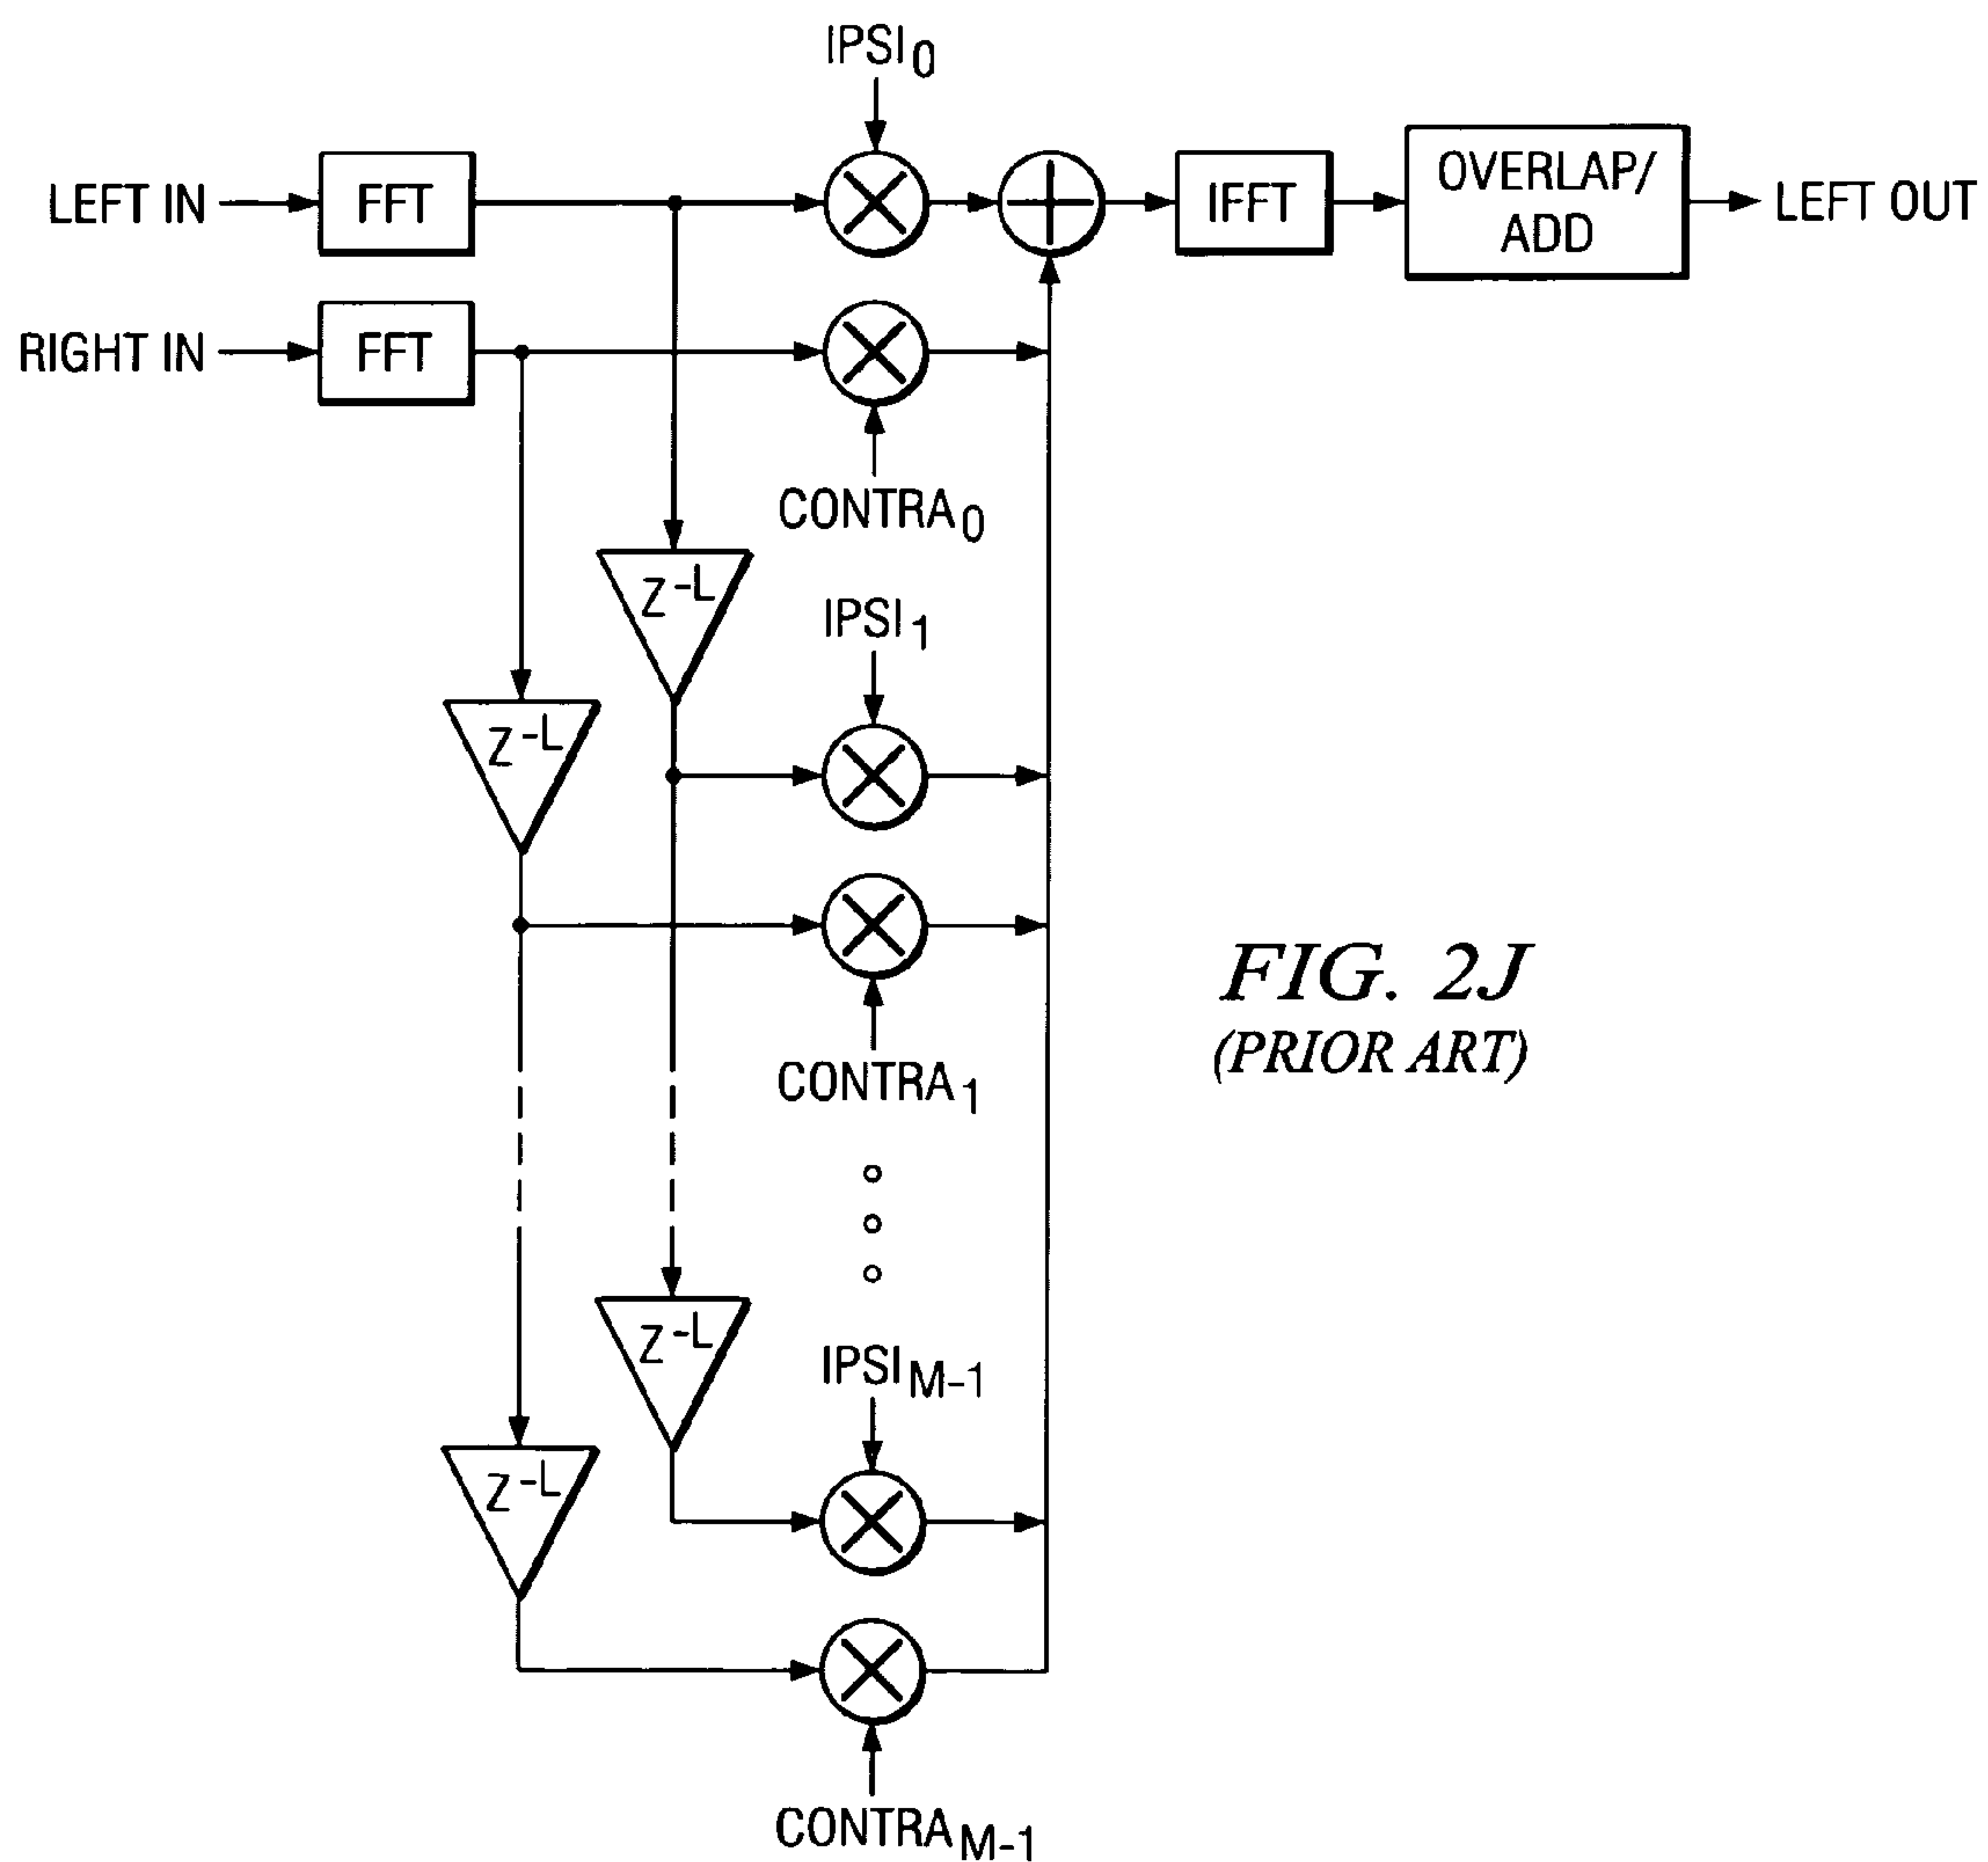 IPSI0
LEFT IN
FFT
IFFT
OVERLAP/
ADD
LEFT OUT
RIGHT IN
FFT
CONTRA0
Z-L
IPSI1
Z-L
CONTRA1
FIG. 2J
(PRIOR ART)
Z-L
IPSIM-1
Z-L
CONTRAM-1